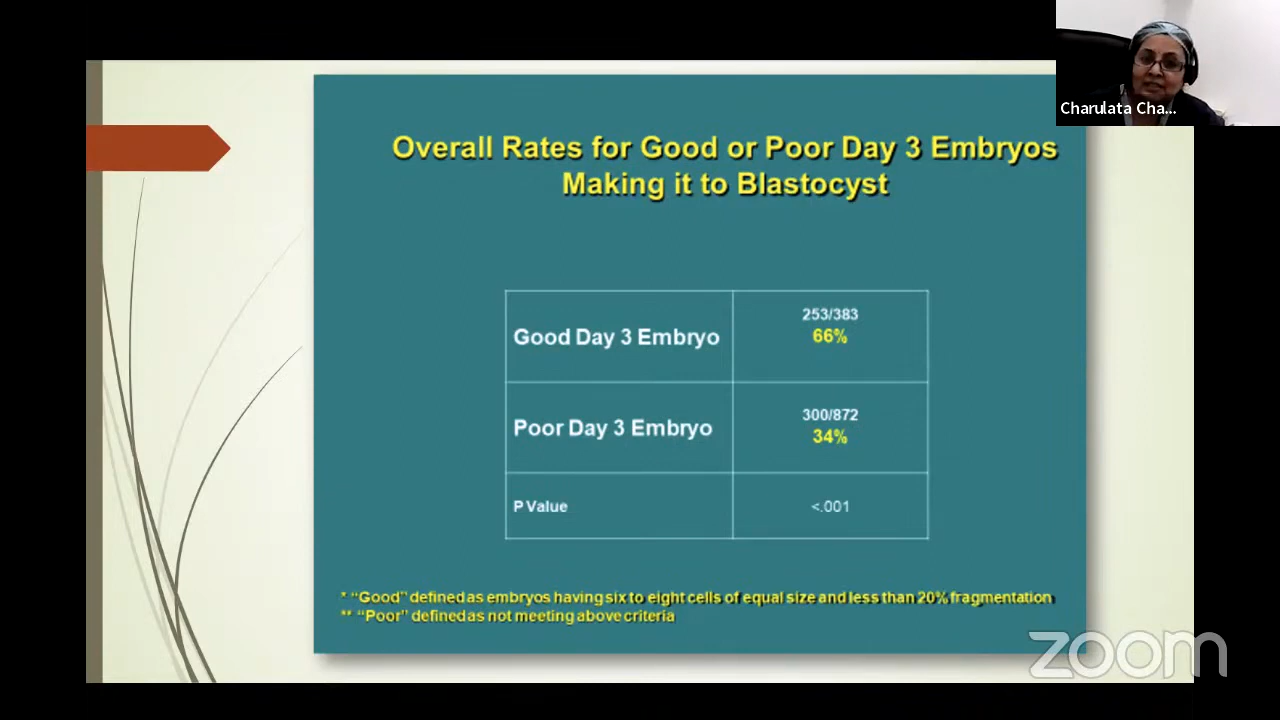 Charulata Cha...
Overall Rates for Good or Poor Day 3 Embryos
Making it to Blastocyst
Good Day 3 Embryo
253/383
66%
Poor Day 3 Embryo
300/872
34%
P Value
<.001
* “Good” defined as embryos having six to eight cells of equal size and less than 20% fragmentation
** “Poor” defined as not meeting above criteria
zoom